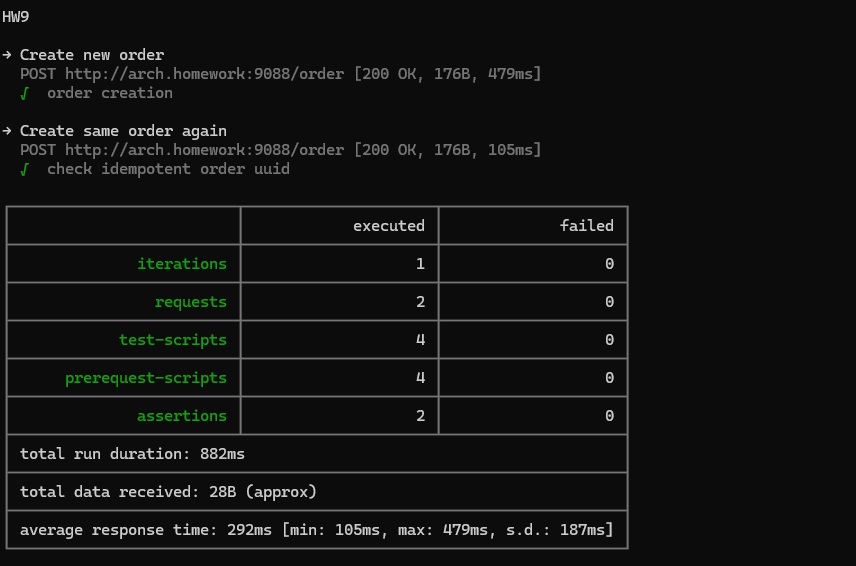 HW9
→ Create new order
POST http://arch.homework:9088/order [200 OK, 176B, 479ms]
√ order creation
→ Create same order again
POST http://arch.homework:9088/order [200 OK, 176B, 105ms]
√ check idempotent order uuid
executed failed
iterations 1 0
requests 2 0
test-scripts 4 0
prerequest-scripts 4 0
assertions 2 0
total run duration: 882ms
total data received: 28B (approx)
average response time: 292ms [min: 105ms, max: 479ms, s.d.: 187ms]